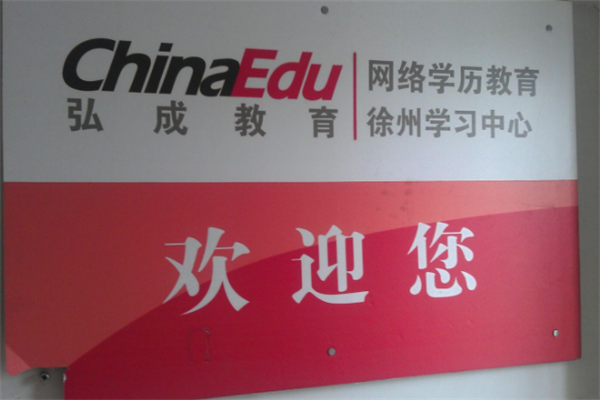 ChinaEdu
弘成教育
网络学历教育
徐州学习中心
欢迎您